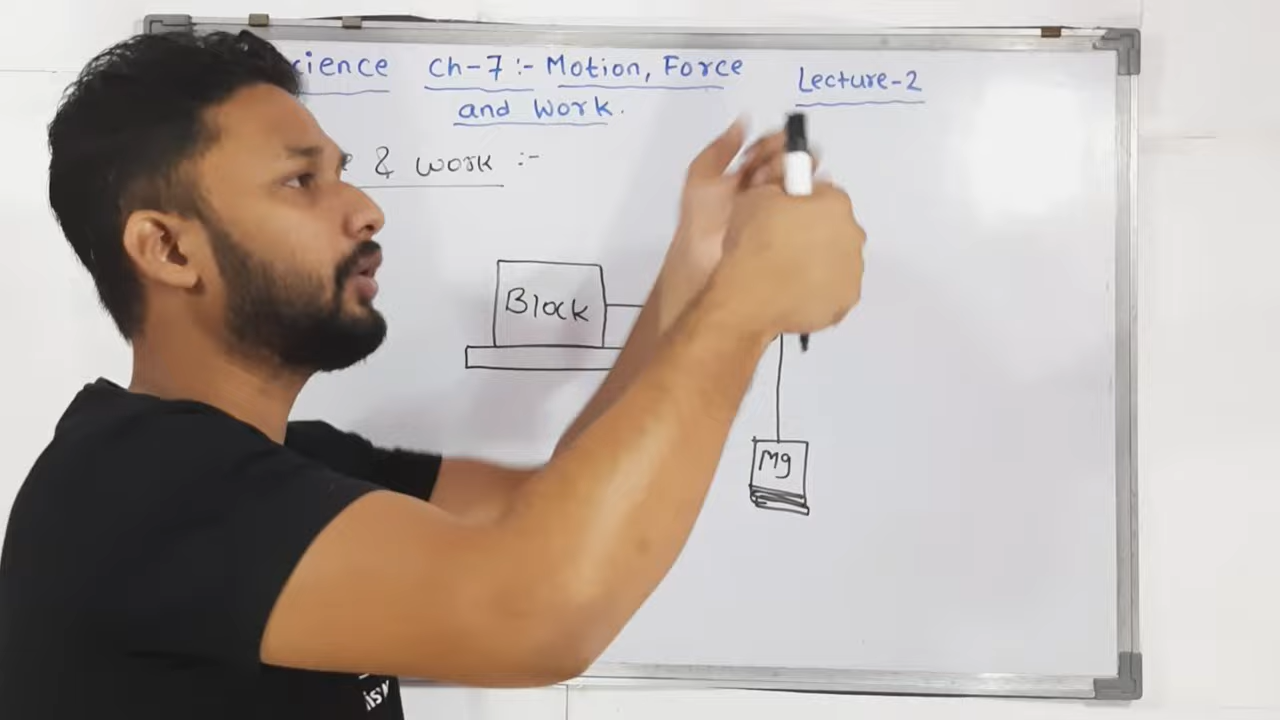 Ch-7:- Motion, Force Lecture-2
and Work.
& work :-
Block
Mg